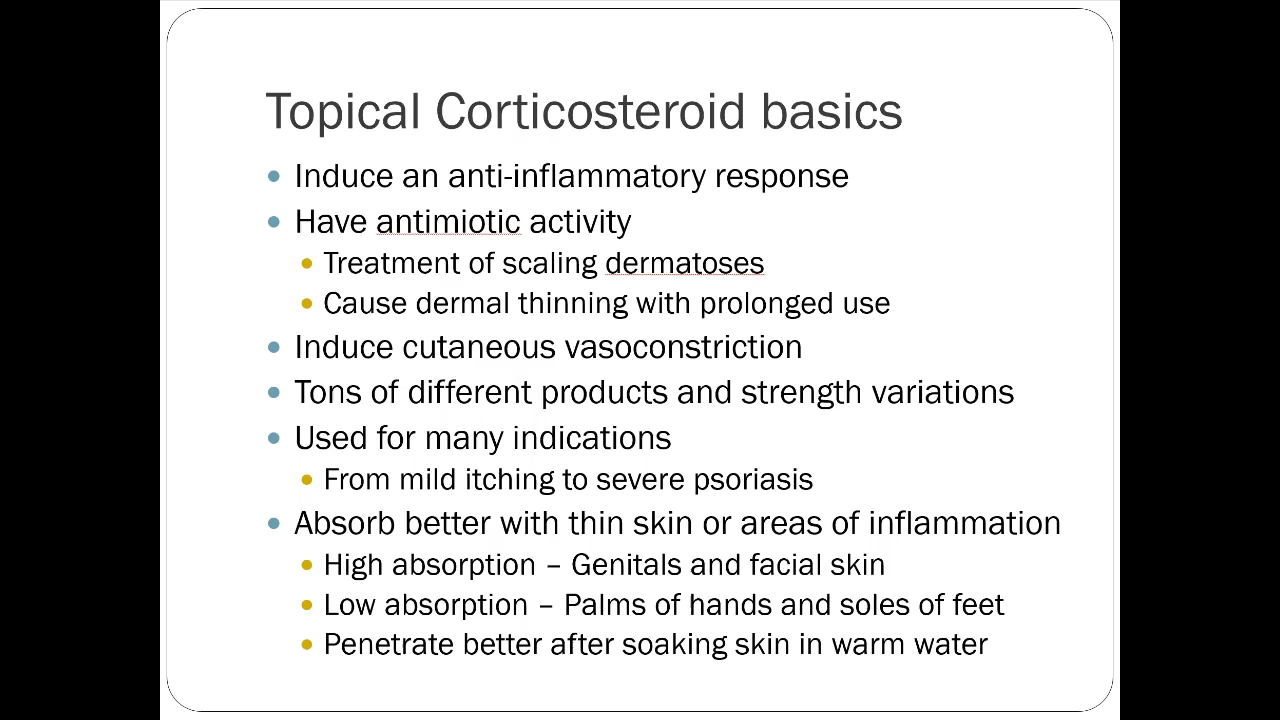 Topical Corticosteroid basics
Induce an anti-inflammatory response
Have antimiotic activity
Treatment of scaling dermatoses
Cause dermal thinning with prolonged use
Induce cutaneous vasoconstriction
Tons of different products and strength variations
Used for many indications
From mild itching to severe psoriasis
Absorb better with thin skin or areas of inflammation
High absorption – Genitals and facial skin
Low absorption – Palms of hands and soles of feet
Penetrate better after soaking skin in warm water